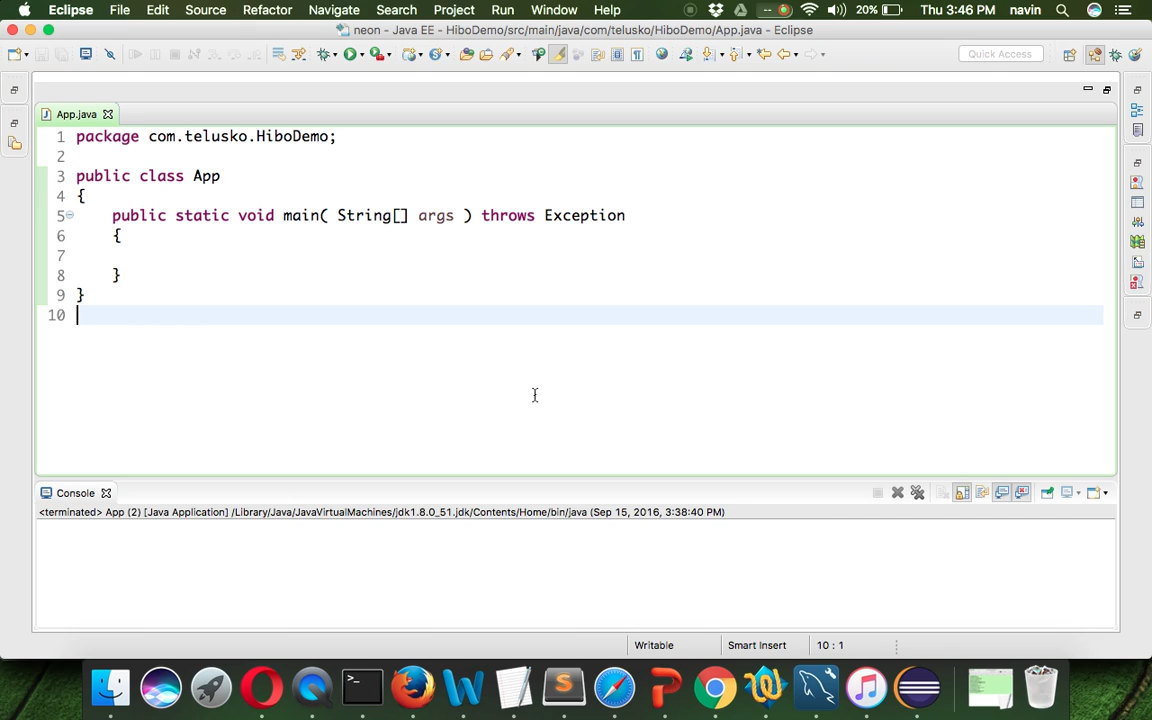 Eclipse File Edit Source Refactor Navigate Search Project Run Window Help 20% Thu 3:46 PM navin
neon - Java EE - HiboDemo/src/main/java/com/telusko/HiboDemo/App.java - Eclipse
Quick Access
App.java
1 package com.telusko.HiboDemo;
2
3 public class App
4 {
5 public static void main( String[] args ) throws Exception
6 {
7
8 }
9 }
10
Console
<terminated> App (2) [Java Application] /Library/Java/JavaVirtualMachines/jdk1.8.0_51.jdk/Contents/Home/bin/java (Sep 15, 2016, 3:38:40 PM)
Writable Smart Insert 10 : 1